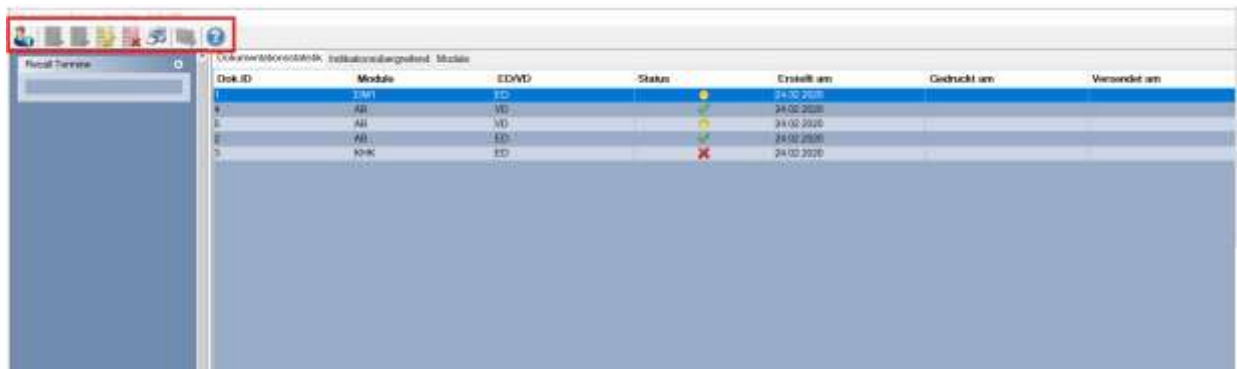 Recall Termine
Dokumentationsstatistik Indikationsübergreifend Module
Dok.ID Module ED/VD Status Erstellt am Gedruckt am Versendet am
1 DM1 ED 24.02.2020
4 AB VD 24.02.2020
AB VD 24.02.2020
2 AB ED 24.02.2020
3 KHK ED 24.02.2020